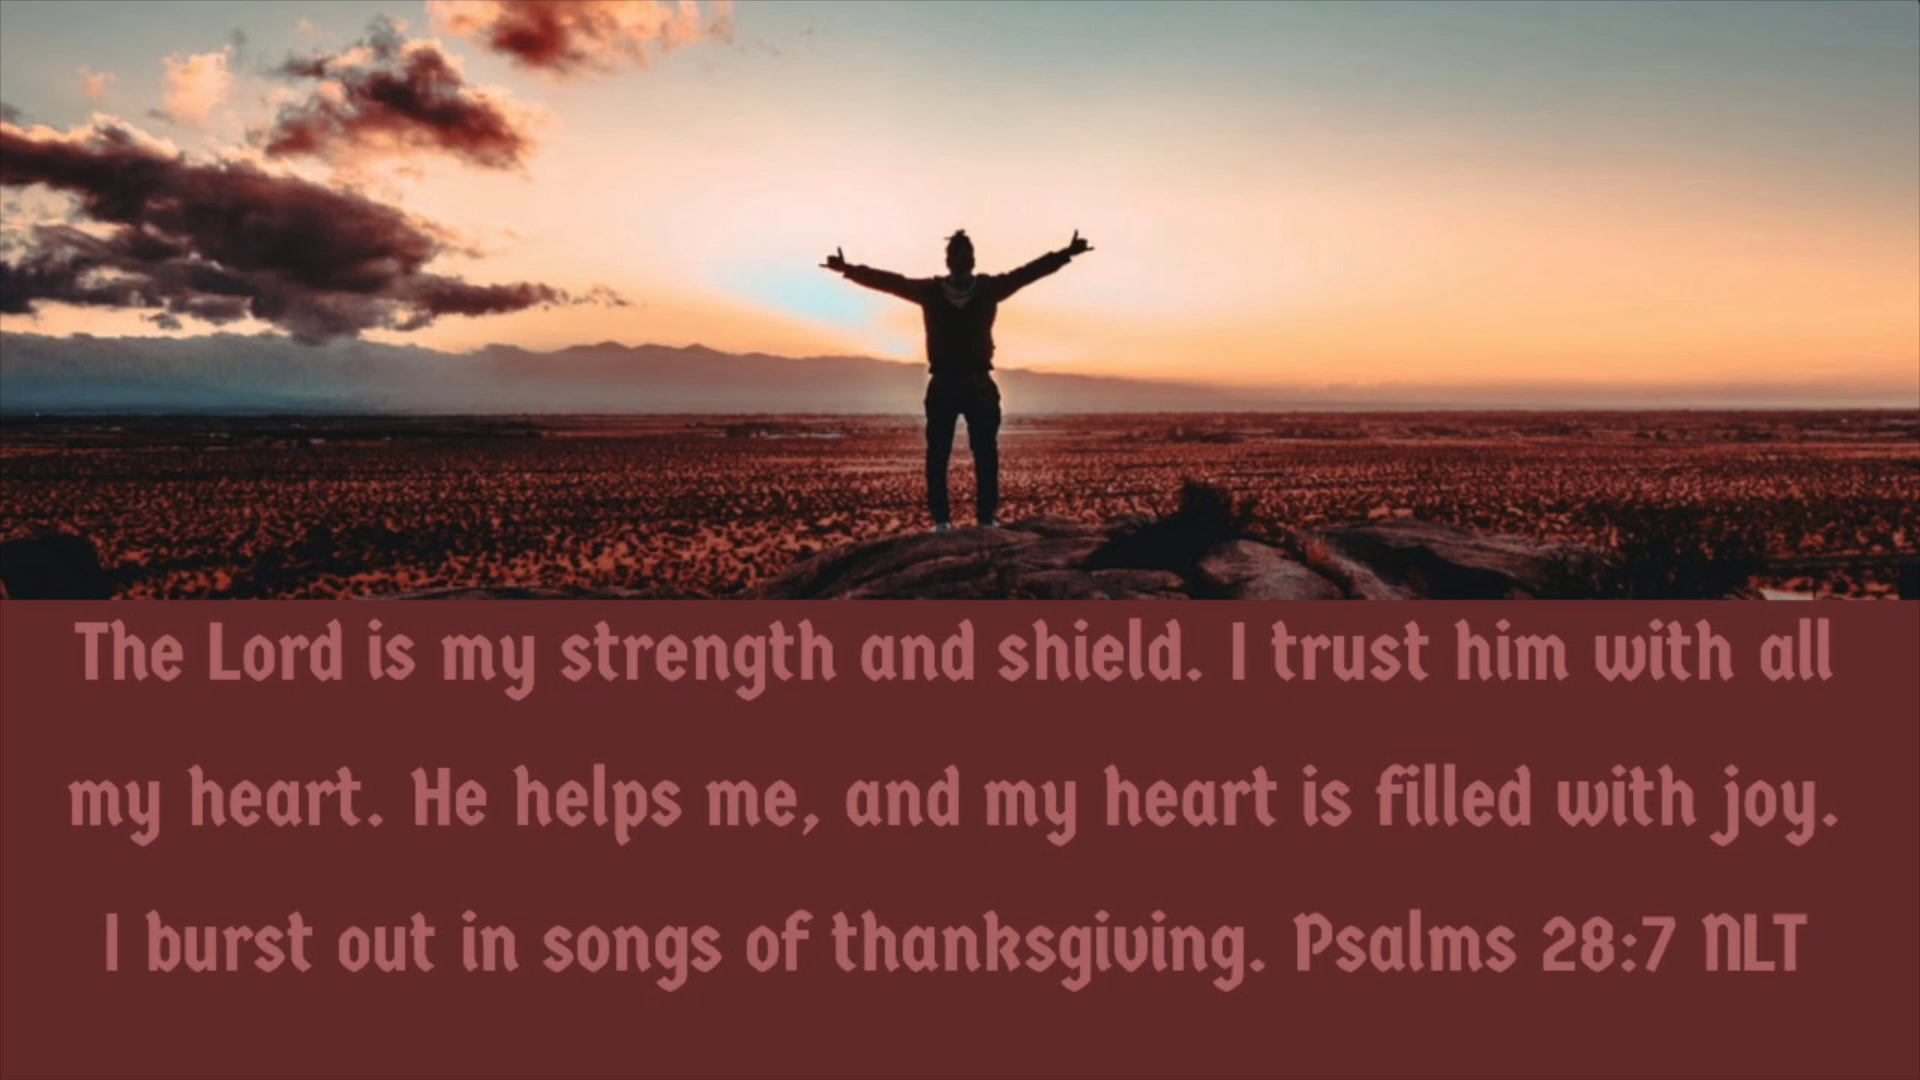 The Lord is my strength and shield. I trust him with all
my heart. He helps me, and my heart is filled with joy.
I burst out in songs of thanksgiving. Psalms 28:7 NLT